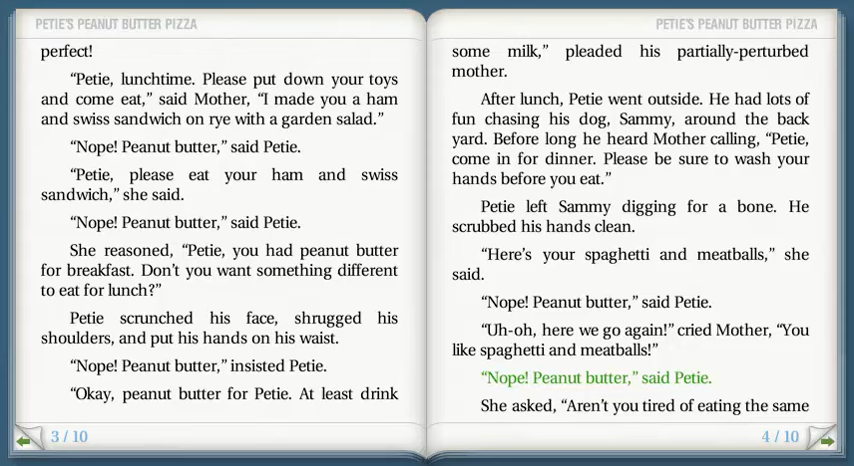 PETIE'S PEANUT BUTTER PIZZA
perfect!
“Petie, lunchtime. Please put down your toys
and come eat,” said Mother, “I made you a ham
and swiss sandwich on rye with a garden salad.”
“Nope! Peanut butter,” said Petie.
“Petie, please eat your ham and swiss
sandwich,” she said.
“Nope! Peanut butter,” said Petie.
She reasoned, “Petie, you had peanut butter
for breakfast. Don’t you want something different
to eat for lunch?”
Petie scrunched his face, shrugged his
shoulders, and put his hands on his waist.
“Nope! Peanut butter,” insisted Petie.
“Okay, peanut butter for Petie. At least drink
3 / 10
PETIE'S PEANUT BUTTER PIZZA
some milk,” pleaded his partially-perturbed
mother.
After lunch, Petie went outside. He had lots of
fun chasing his dog, Sammy, around the back
yard. Before long he heard Mother calling, “Petie,
come in for dinner. Please be sure to wash your
hands before you eat.”
Petie left Sammy digging for a bone. He
scrubbed his hands clean.
“Here’s your spaghetti and meatballs,” she
said.
“Nope! Peanut butter,” said Petie.
“Uh-oh, here we go again!” cried Mother, “You
like spaghetti and meatballs!”
“Nope! Peanut butter,” said Petie.
She asked, “Aren’t you tired of eating the same
4 / 10